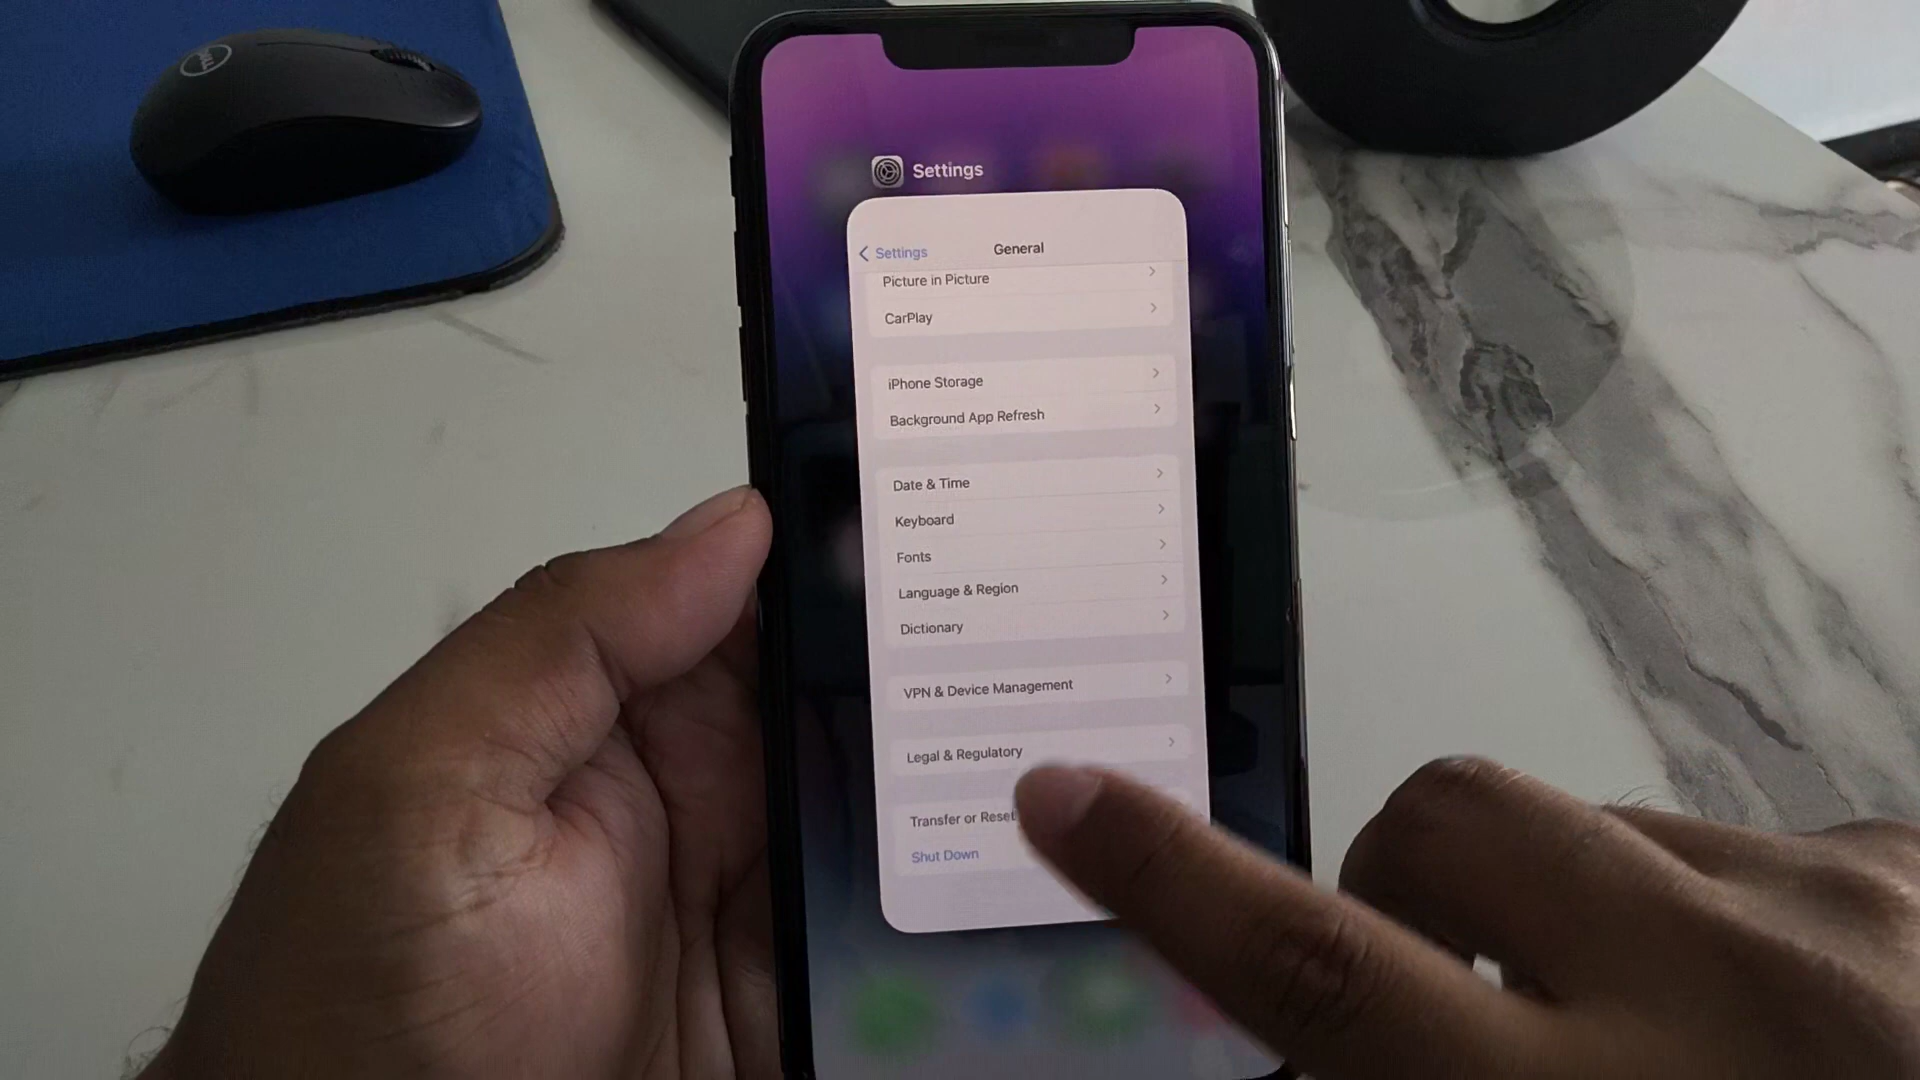 DELL
Settings
Settings
General
Picture in Picture
CarPlay
iPhone Storage
Background App Refresh
Date & Time
Keyboard
Fonts
Language & Region
Dictionary
VPN & Device Management
Legal & Regulatory
Transfer or Reset
Shut Down